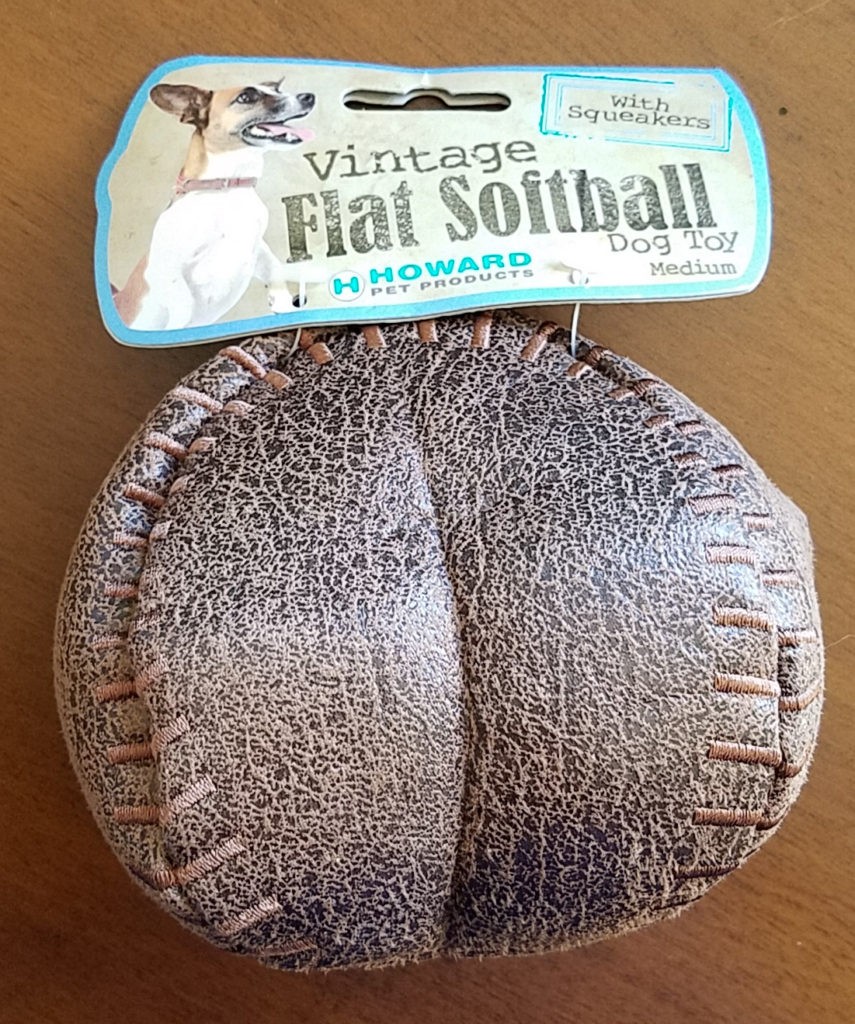 With
Squeakers
Vintage
Flat Softball
Dog Toy
Medium
H HOWARD
PET PRODUCTS